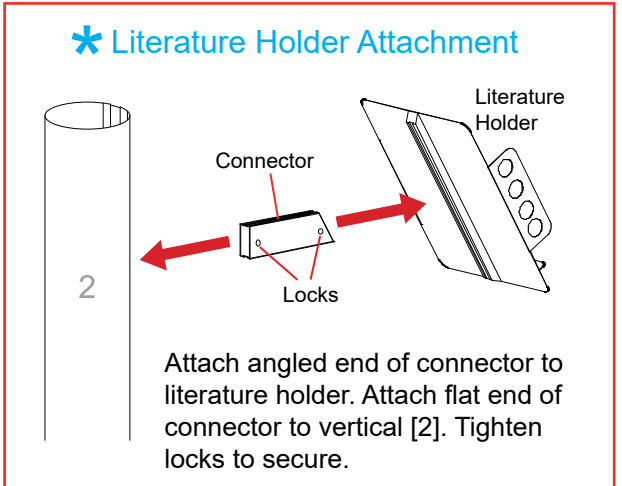 * Literature Holder Attachment
Literature
Holder
Connector
2
Locks
Attach angled end of connector to
literature holder. Attach flat end of
connector to vertical [2]. Tighten
locks to secure.